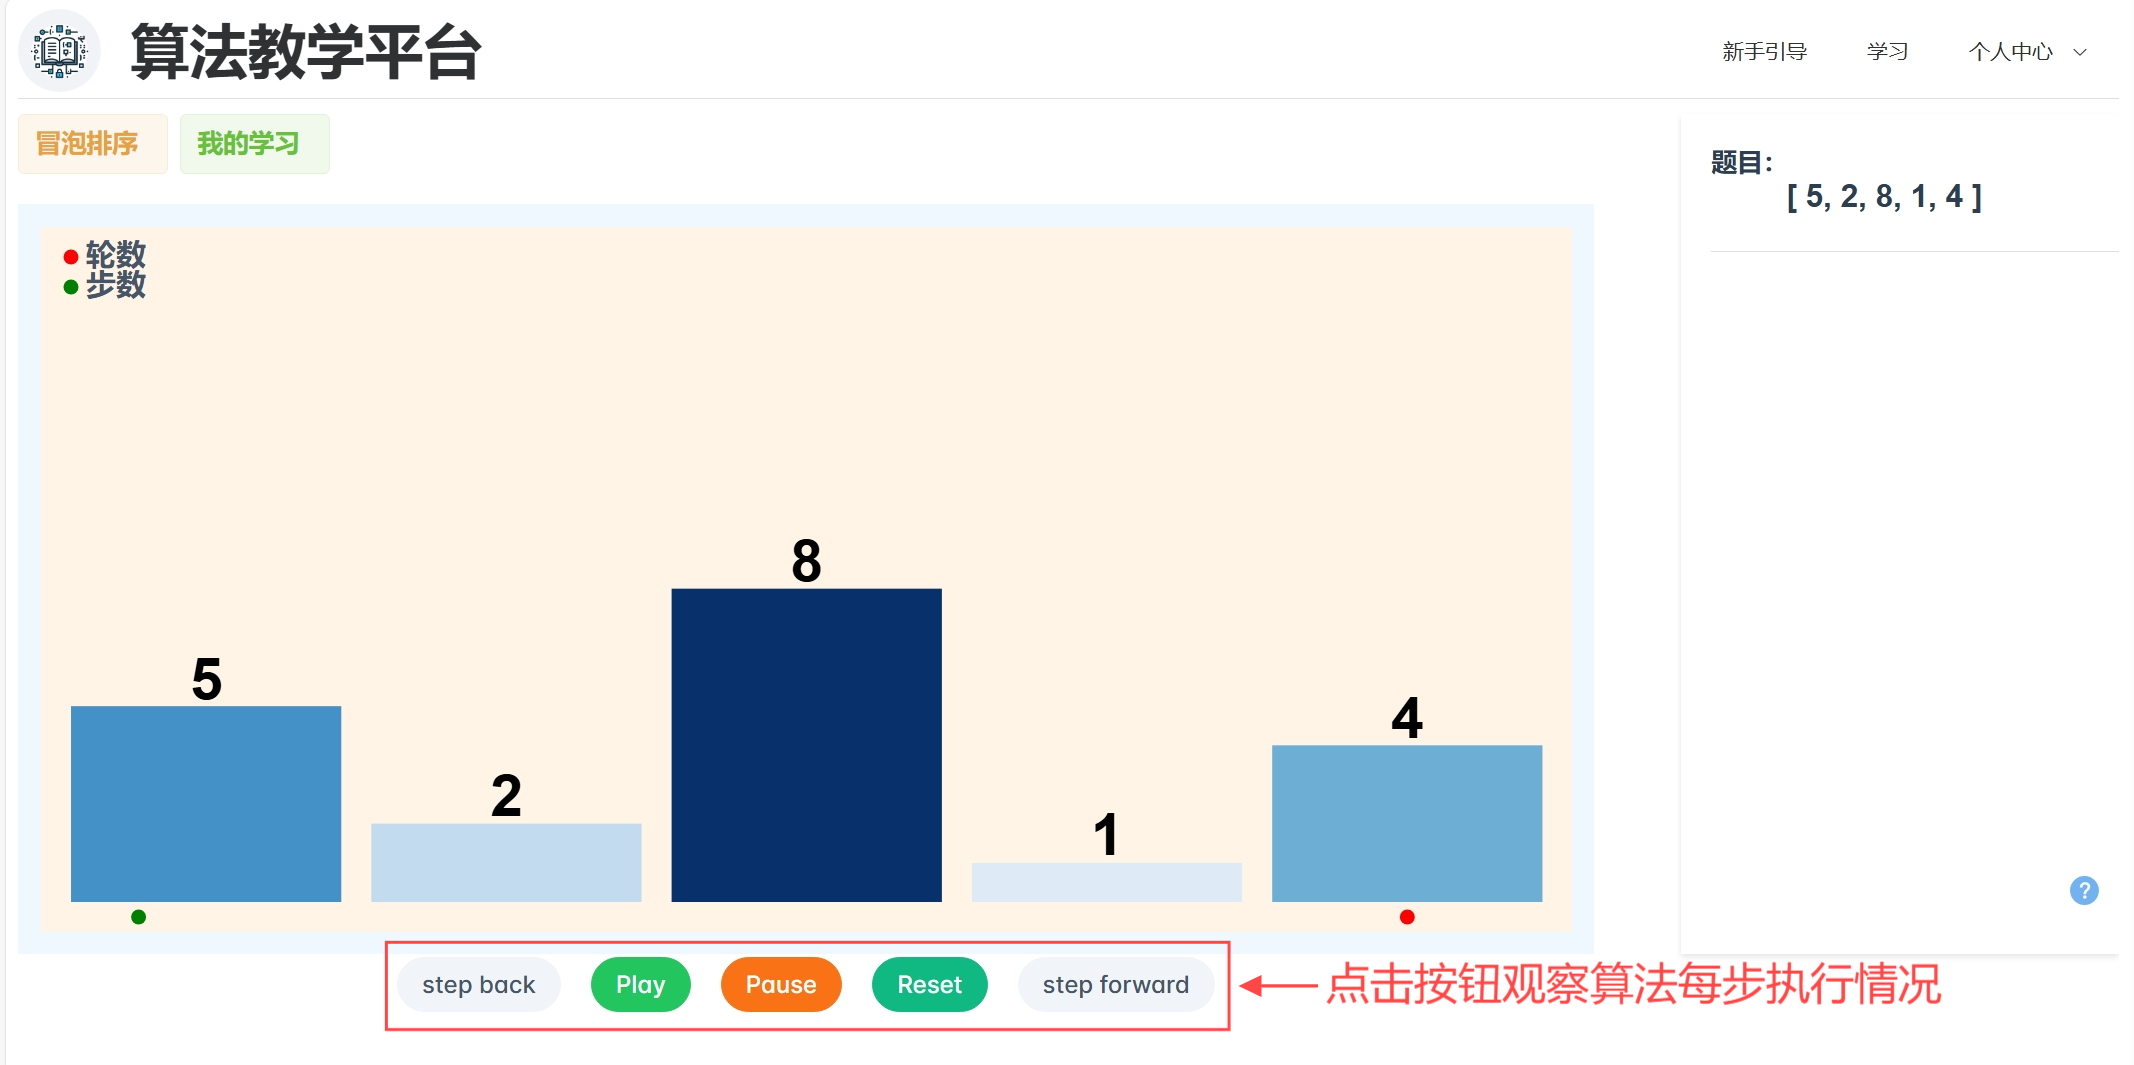 算法教学平台
新手引导
学习
个人中心
冒泡排序
我的学习
题目：
[ 5, 2, 8, 1, 4 ]
轮数
步数
5
2
8
1
4
step back
Play
Pause
Reset
step forward
点击按钮观察算法每步执行情况
?